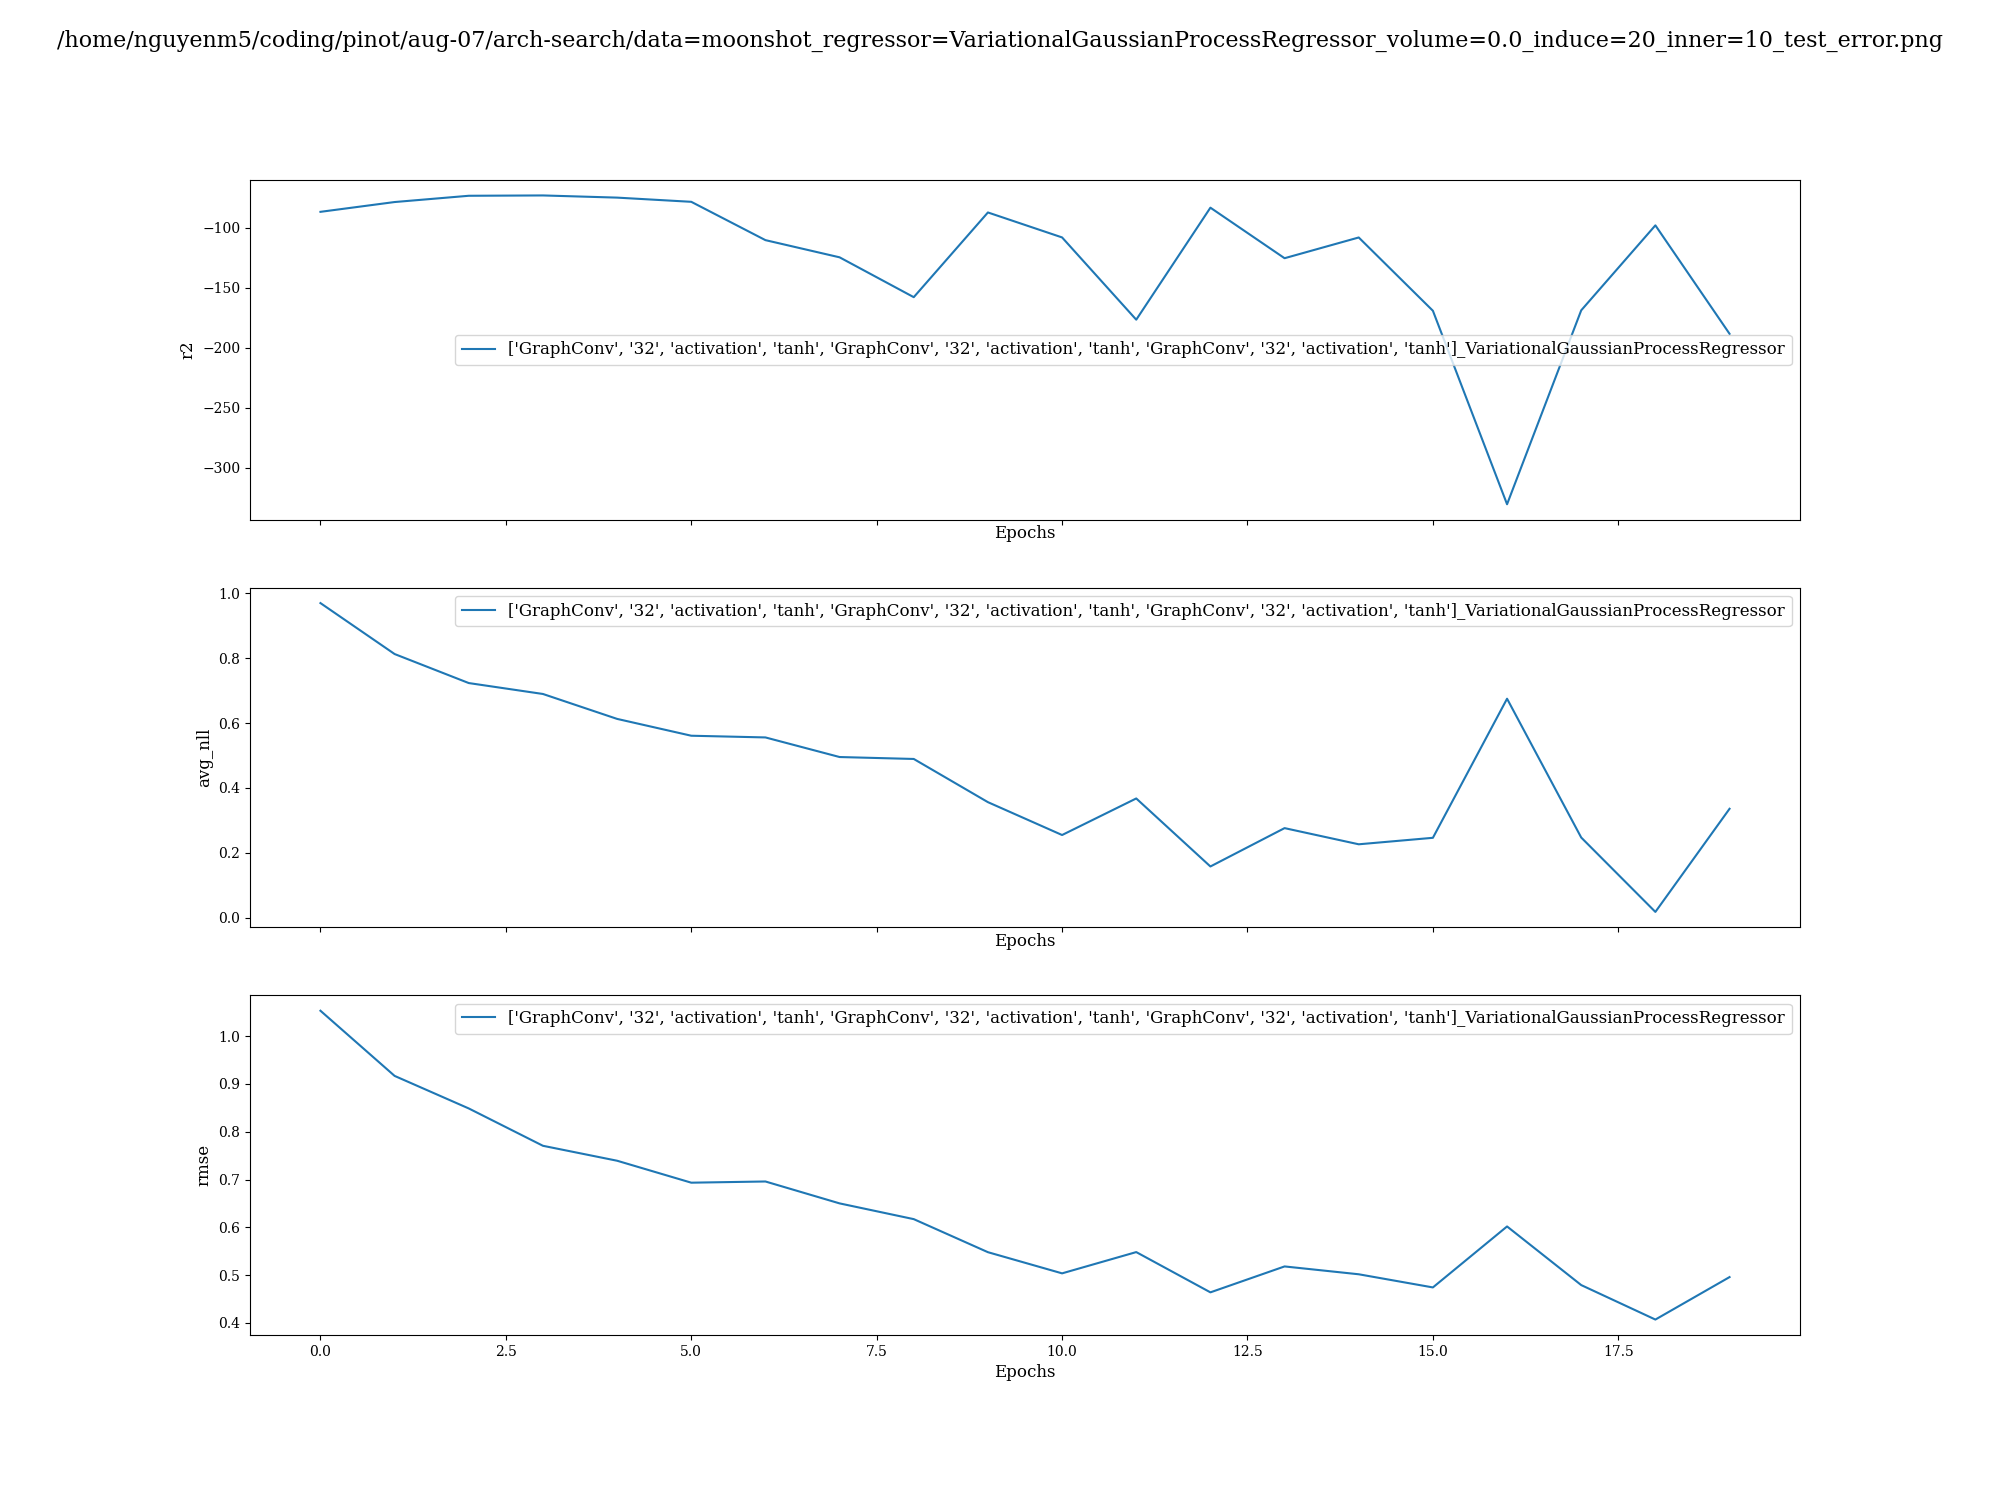 /home/nguyenm5/coding/pinot/aug-07/arch-search/data=moonshot_regressor=VariationalGaussianProcessRegressor_volume=0.0_induce=20_inner=10_test_error.png
−100
−150
−200
−250
−300
r2
['GraphConv', '32', 'activation', 'tanh', 'GraphConv', '32', 'activation', 'tanh', 'GraphConv', '32', 'activation', 'tanh']_VariationalGaussianProcessRegressor
Epochs
1.0
0.8
0.6
0.4
0.2
0.0
avg_nll
['GraphConv', '32', 'activation', 'tanh', 'GraphConv', '32', 'activation', 'tanh', 'GraphConv', '32', 'activation', 'tanh']_VariationalGaussianProcessRegressor
Epochs
1.0
0.9
0.8
0.7
0.6
0.5
0.4
rmse
['GraphConv', '32', 'activation', 'tanh', 'GraphConv', '32', 'activation', 'tanh', 'GraphConv', '32', 'activation', 'tanh']_VariationalGaussianProcessRegressor
0.0 2.5 5.0 7.5 10.0 12.5 15.0 17.5
Epochs